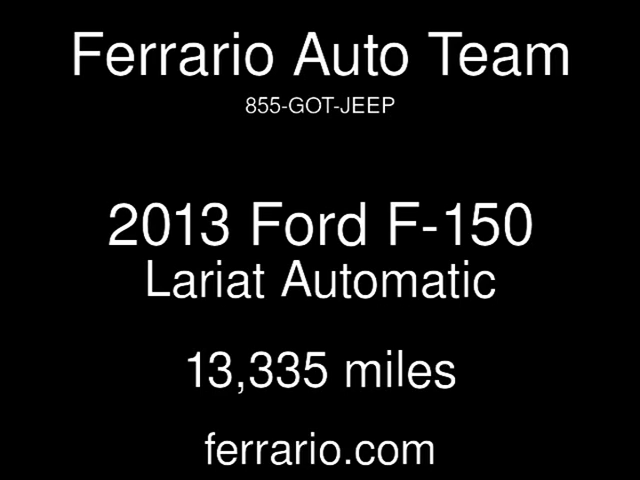 Ferrario Auto Team
855-GOT-JEEP
2013 Ford F-150
Lariat Automatic
13,335 miles
ferrario.com